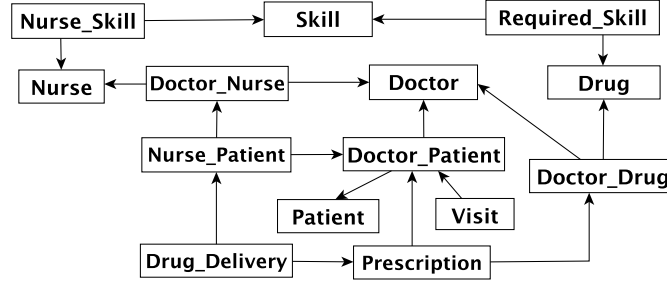 Nurse_Skill
Skill
Required_Skill
Nurse
Doctor_Nurse
Doctor
Drug
Nurse_Patient
Doctor_Patient
Doctor_Drug
Patient
Visit
Drug_Delivery
Prescription